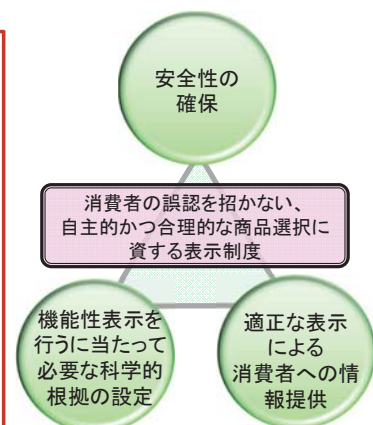 安全性の
確保
消費者の誤認を招かない、
自主的かつ合理的な商品選択に
資する表示制度
機能性表示を
行うに当たって
必要な科学的
根拠の設定
適正な表示
による
消費者への情
報提供